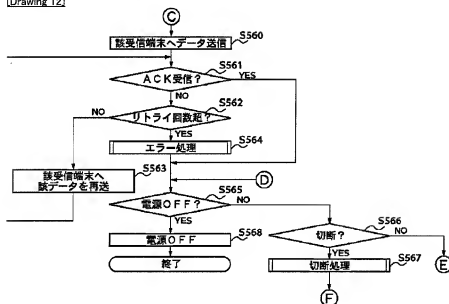 [Drawing 12]
C
該受信端末へデータ送信
S560
ACK受信？
S561
YES
NO
リトライ回数超？
S562
NO
YES
エラー処理
S564
該受信端末へ
該データを再送
S563
D
電源OFF？
S565
NO
YES
電源OFF
S568
終了
切断？
S566
NO
YES
切断処理
S567
E
F